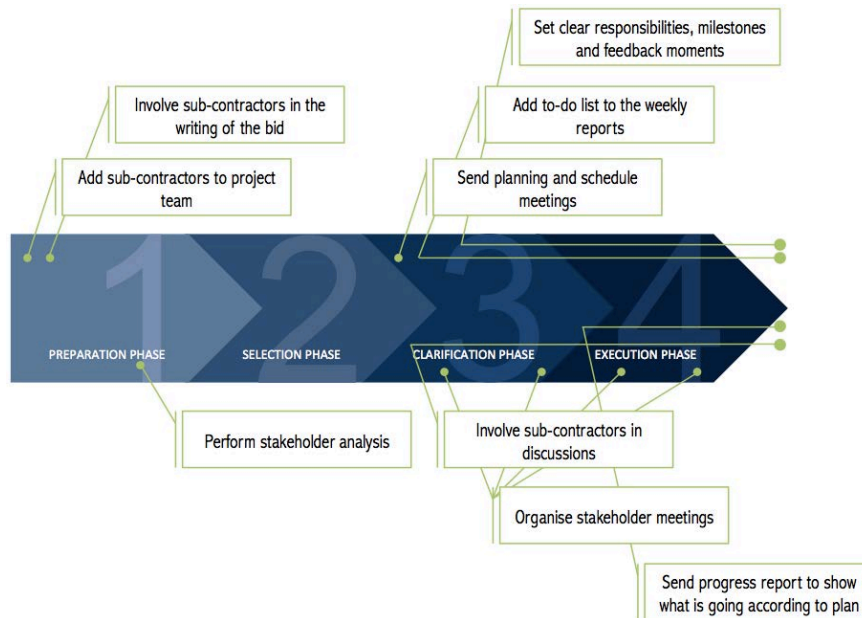 Set clear responsibilities, milestones
and feedback moments
Involve sub-contractors in the
writing of the bid
Add to-do list to the weekly
reports
Add sub-contractors to project
team
Send planning and schedule
meetings
1
2
3
4
PREPARATION PHASE
SELECTION PHASE
CLARIFICATION PHASE
EXECUTION PHASE
Perform stakeholder analysis
Involve sub-contractors in
discussions
Organise stakeholder meetings
Send progress report to show
what is going according to plan